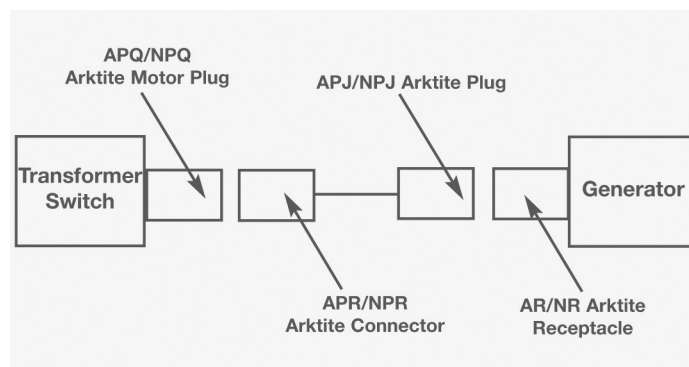 APQ/NPQ
Arktite Motor Plug
APJ/NPJ Arktite Plug
Transformer
Switch
Generator
APR/NPR
Arktite Connector
AR/NR Arktite
Receptacle